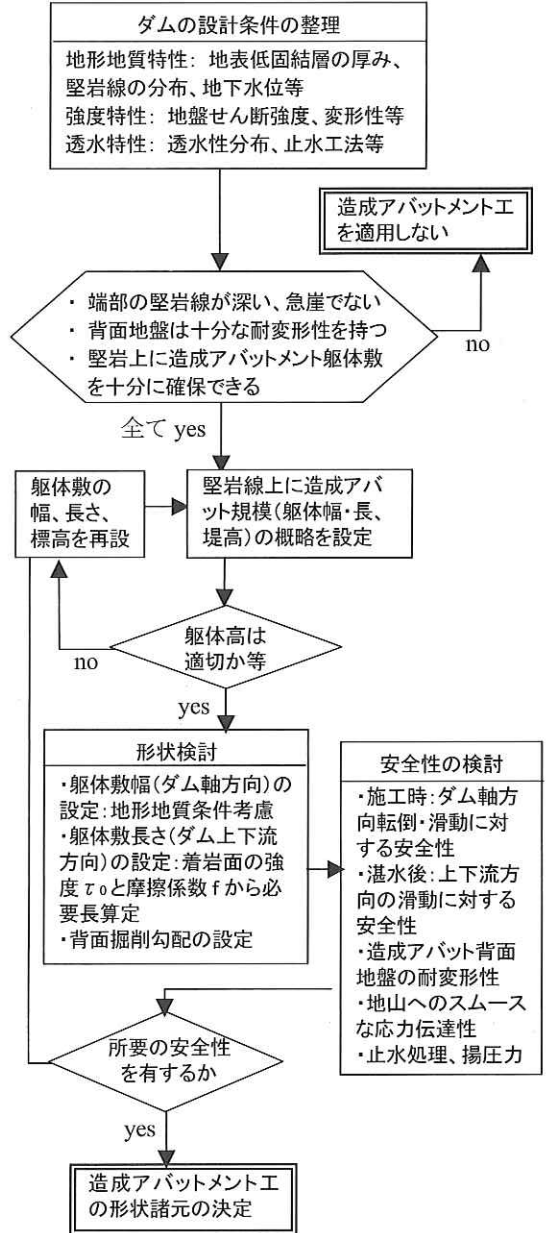 ダムの設計条件の整理
地形地質特性: 地表低固結層の厚み、
堅岩線の分布、地下水位等
強度特性: 地盤せん断強度、変形性等
透水特性: 透水性分布、止水工法等
造成アバットメント工
を適用しない
・ 端部の堅岩線が深い、急崖でない
・ 背面地盤は十分な耐変形性を持つ
・ 堅岩上に造成アバットメント躯体敷
を十分に確保できる
no
全て yes
躯体敷の
幅、長さ、
標高を再設
堅岩線上に造成アバ
ット規模(躯体幅・長、
堤高)の概略を設定
躯体高は
適切か等
no
yes
形状検討
・躯体敷幅(ダム軸方向)の
設定:地形地質条件考慮
・躯体敷長さ(ダム上下流
方向)の設定:着岩面の強
度τ0と摩擦係数fから必
要長算定
・背面掘削勾配の設定
安全性の検討
・施工時:ダム軸方
向転倒・滑動に対
する安全性
・湛水後:上下流方
向の滑動に対する
安全性
・造成アバット背面
地盤の耐変形性
・地山へのスムース
な応力伝達性
・止水処理、揚圧力
所要の安全性
を有するか
yes
造成アバットメント工
の形状諸元の決定